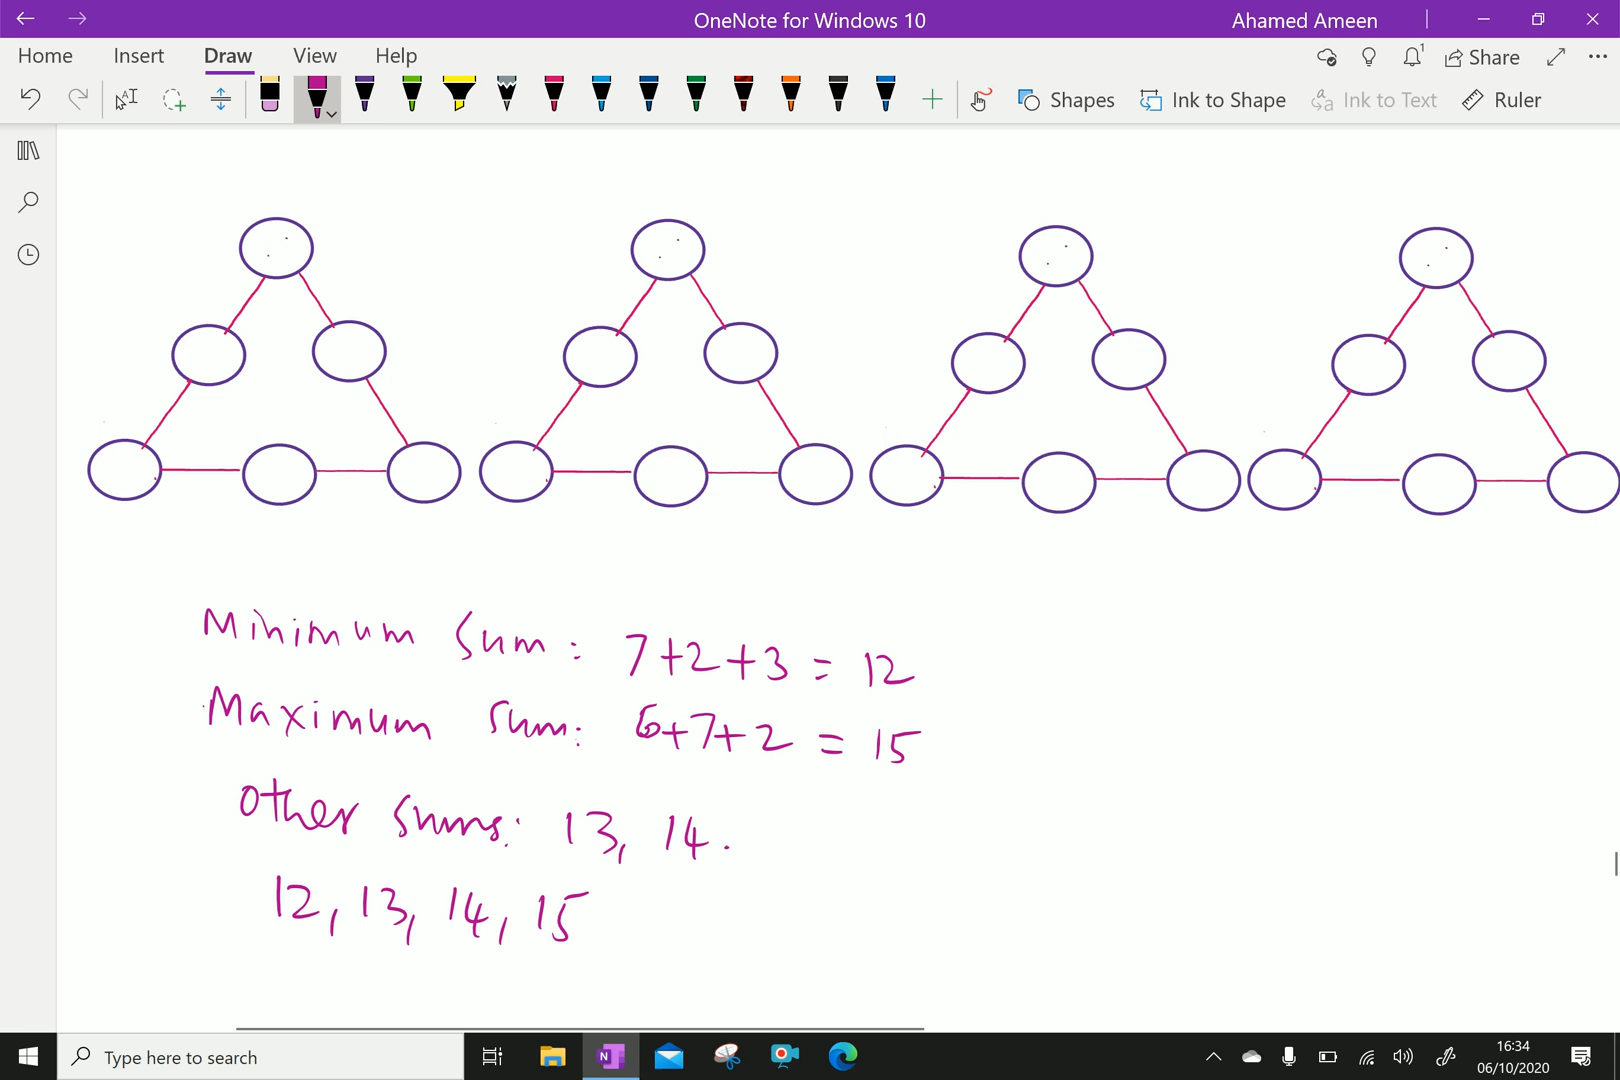 OneNote for Windows 10
Ahamed Ameen
Home Insert Draw View Help
1 Share
Shapes Ink to Shape Ink to Text Ruler
Minimum sum: 7+2+3 = 12
Maximum sum: 6+7+2 = 15
Other sums: 13, 14.
12, 13, 14, 15
Type here to search
16:34
06/10/2020